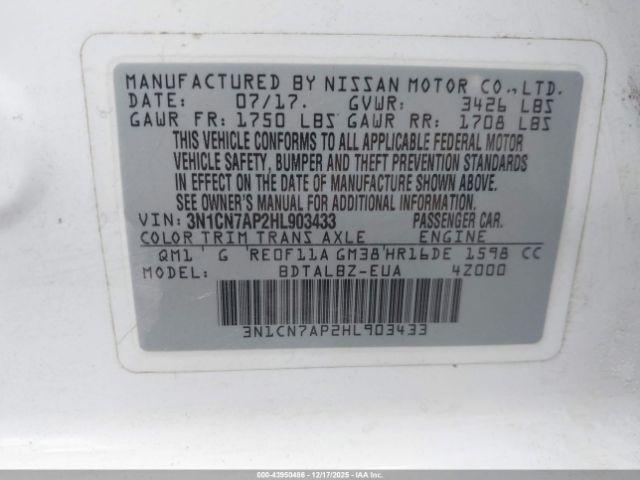 MANUFACTURED BY NISSAN MOTOR CO.,LTD.
DATE: 07/17. GVWR: 3426 LBS
GAWR FR: 1750 LBS GAWR RR: 1708 LBS
THIS VEHICLE CONFORMS TO ALL APPLICABLE FEDERAL MOTOR
VEHICLE SAFETY, BUMPER AND THEFT PREVENTION STANDARDS
IN EFFECT ON THE DATE OF MANUFACTURE SHOWN ABOVE.
SEE OWNER'S MANUAL FOR ADDITIONAL INFORMATION.
VIN: 3N1CN7AP2HL903433 PASSENGER CAR.
COLOR TRIM TRANS AXLE ENGINE
QM1 G RE0F11A GM38 HR16DE 1598 CC
MODEL: BDTALBZ-EUA 4Z000
3N1CN7AP2HL903433
000-43950486 - 12/17/2025 - IAAI.com